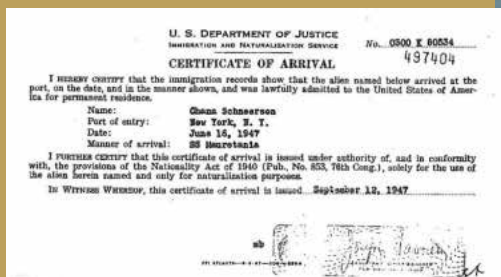 U. S. DEPARTMENT OF JUSTICE
IMMIGRATION AND NATURALIZATION SERVICE
No. 0300 K 60534
497404
CERTIFICATE OF ARRIVAL
I HEREBY CERTIFY that the immigration records show that the alien named below arrived at the
port, on the date, and in the manner shown, and was lawfully admitted to the United States of Amer-
ica for permanent residence.
Name: Chana Schneerson
Port of entry: New York, N. Y.
Date: June 16, 1947
Manner of arrival: SS Mauretania
I FURTHER CERTIFY that this certificate of arrival is issued under authority of, and in conformity
with, the provisions of the Nationality Act of 1940 (Pub., No. 853, 76th Cong.), solely for the use of
the alien herein named and only for naturalization purposes.
IN WITNESS WHEREOF, this certificate of arrival is issued September 12, 1947
mb